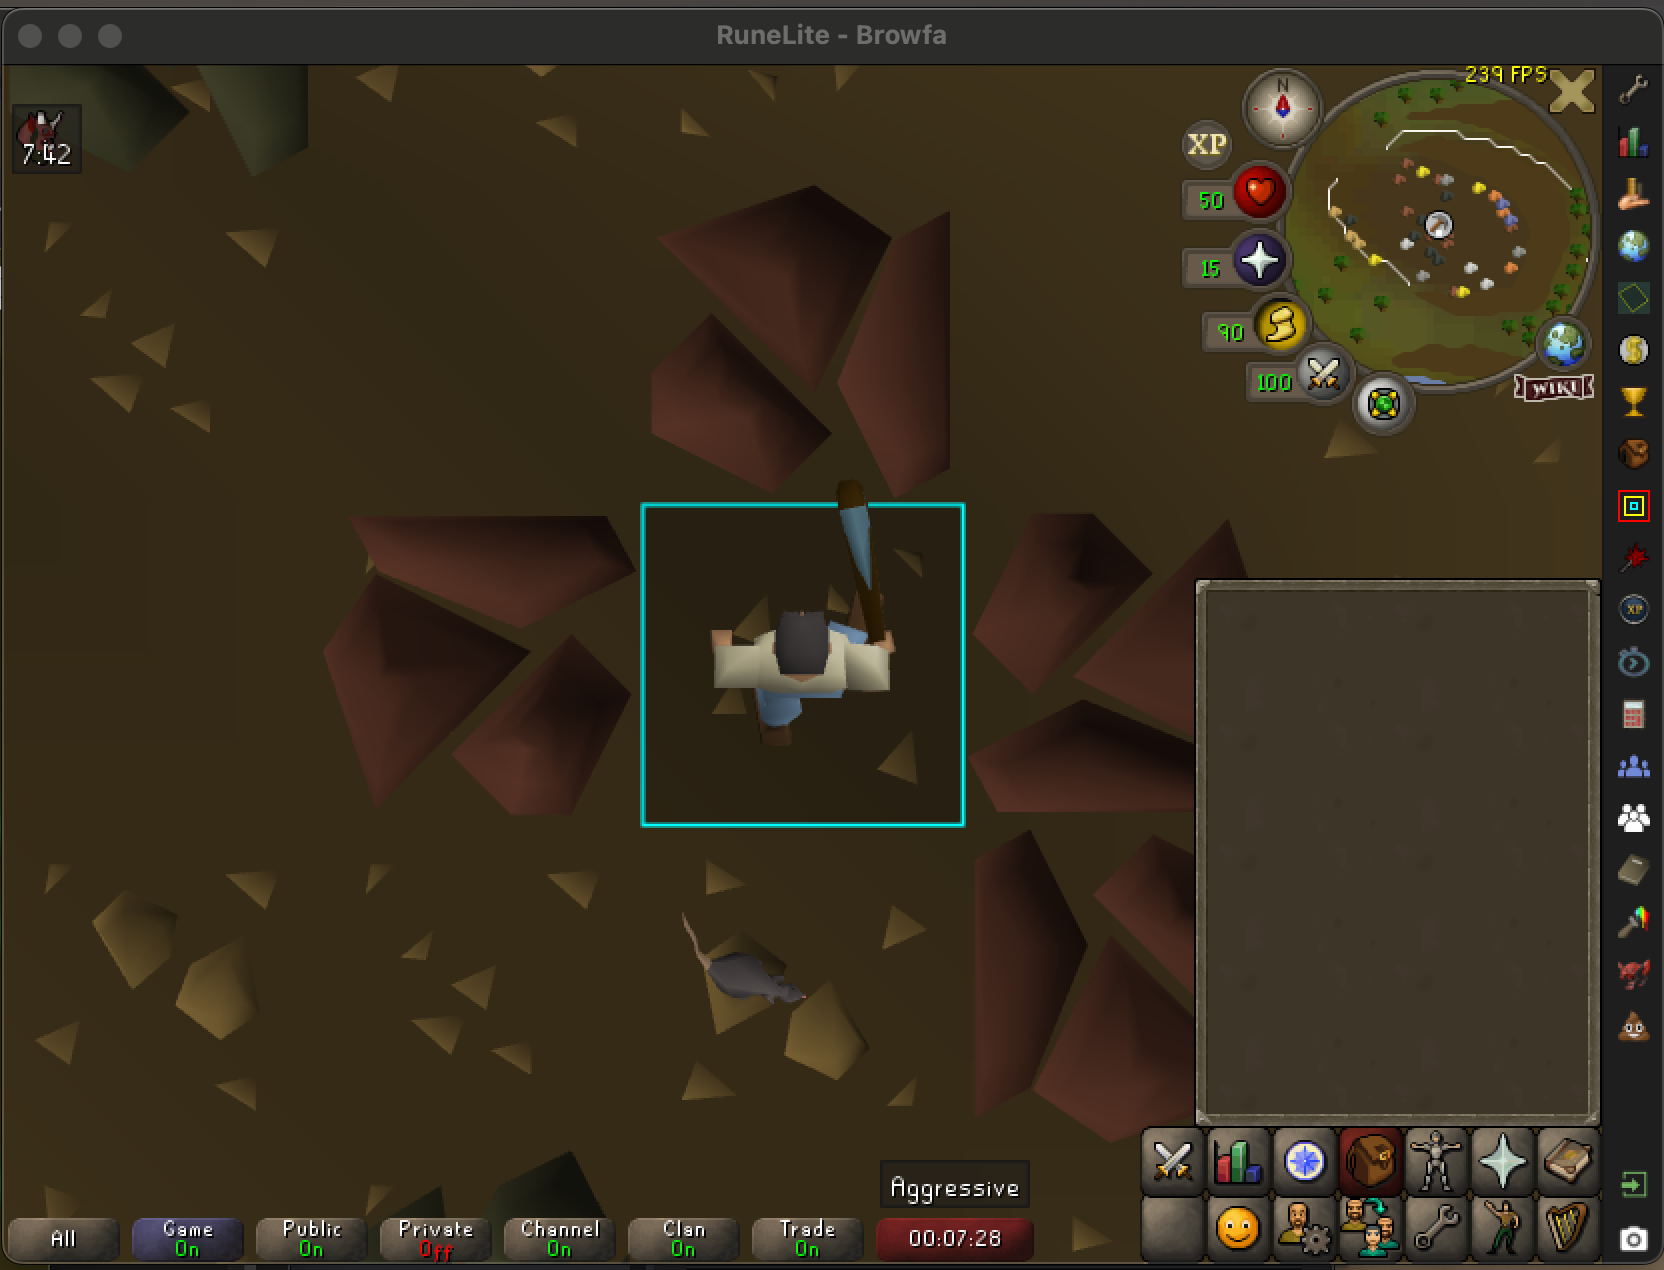 RuneLite - Browfa
239 FPS
N
7:42
XP
50
15
90
100
WIKI
XP
Aggressive
All
Game
On
Public
On
Private
Off
Channel
On
Clan
On
Trade
On
00:07:28